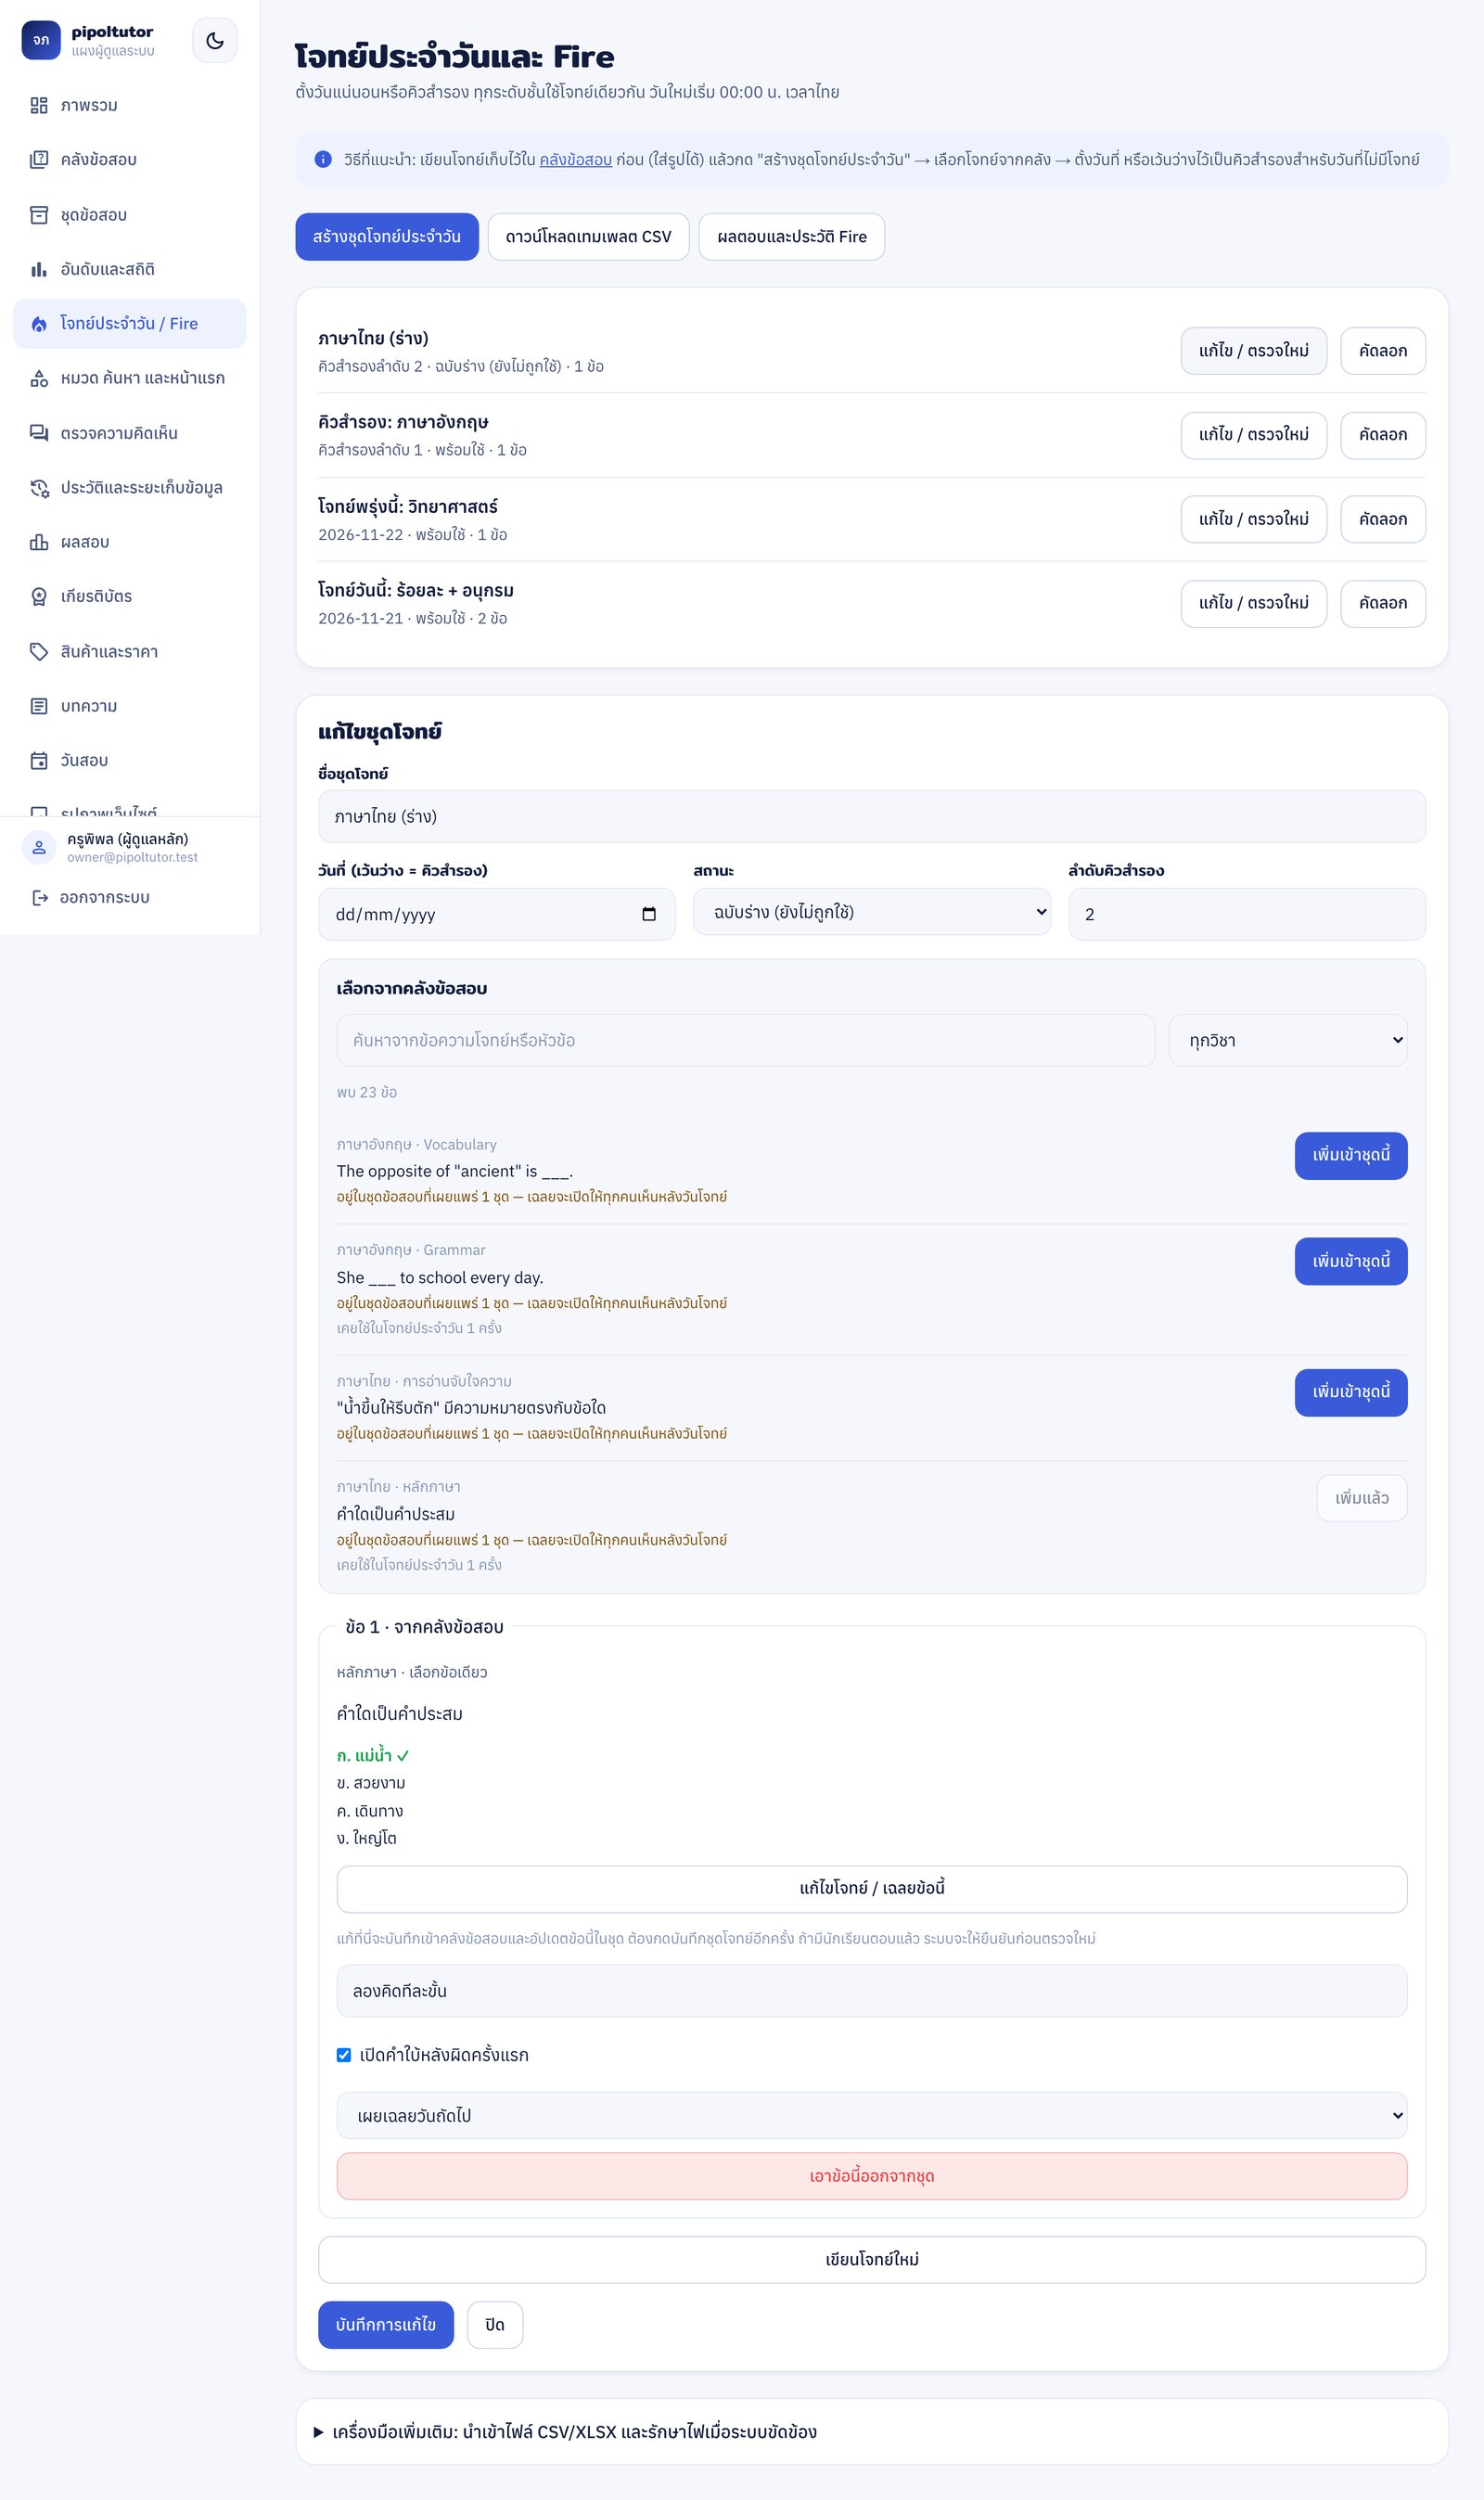 จภ
pipoltutor
แผงผู้ดูแลระบบ
ภาพรวม
คลังข้อสอบ
ชุดข้อสอบ
อันดับและสถิติ
โจทย์ประจำวัน / Fire
หมวด ค้นหา และหน้าแรก
ตรวจความคิดเห็น
ประวัติและระยะเก็บข้อมูล
ผลสอบ
เกียรติบัตร
สินค้าและราคา
บทความ
วันสอบ
รูปภาพเว็บไซต์
ครูพิพล (ผู้ดูแลหลัก)
owner@pipoltutor.test
ออกจากระบบ
โจทย์ประจำวันและ Fire
ตั้งวันแน่นอนหรือคิวสำรอง ทุกระดับชั้นใช้โจทย์เดียวกัน วันใหม่เริ่ม 00:00 น. เวลาไทย
วิธีที่แนะนำ: เขียนโจทย์เก็บไว้ใน คลังข้อสอบ ก่อน (ใส่รูปได้) แล้วกด "สร้างชุดโจทย์ประจำวัน" → เลือกโจทย์จากคลัง → ตั้งวันที่ หรือเว้นว่างไว้เป็นคิวสำรองสำหรับวันที่ไม่มีโจทย์
สร้างชุดโจทย์ประจำวัน
ดาวน์โหลดเทมเพลต CSV
ผลตอบและประวัติ Fire
ภาษาไทย (ร่าง)
คิวสำรองลำดับ 2 · ฉบับร่าง (ยังไม่ถูกใช้) · 1 ข้อ
แก้ไข / ตรวจใหม่
คัดลอก
คิวสำรอง: ภาษาอังกฤษ
คิวสำรองลำดับ 1 · พร้อมใช้ · 1 ข้อ
แก้ไข / ตรวจใหม่
คัดลอก
โจทย์พรุ่งนี้: วิทยาศาสตร์
2026-11-22 · พร้อมใช้ · 1 ข้อ
แก้ไข / ตรวจใหม่
คัดลอก
โจทย์วันนี้: ร้อยละ + อนุกรม
2026-11-21 · พร้อมใช้ · 2 ข้อ
แก้ไข / ตรวจใหม่
คัดลอก
แก้ไขชุดโจทย์
ชื่อชุดโจทย์
ภาษาไทย (ร่าง)
วันที่ (เว้นว่าง = คิวสำรอง)
สถานะ
ลำดับคิวสำรอง
dd/mm/yyyy
ฉบับร่าง (ยังไม่ถูกใช้)
2
เลือกจากคลังข้อสอบ
ค้นหาจากข้อความโจทย์หรือหัวข้อ
ทุกวิชา
พบ 23 ข้อ
ภาษาอังกฤษ · Vocabulary
The opposite of "ancient" is ___.
อยู่ในชุดข้อสอบที่เผยแพร่ 1 ชุด — เฉลยจะเปิดให้ทุกคนเห็นหลังวันโจทย์
เพิ่มเข้าชุดนี้
ภาษาอังกฤษ · Grammar
She ___ to school every day.
อยู่ในชุดข้อสอบที่เผยแพร่ 1 ชุด — เฉลยจะเปิดให้ทุกคนเห็นหลังวันโจทย์
เคยใช้ในโจทย์ประจำวัน 1 ครั้ง
เพิ่มเข้าชุดนี้
ภาษาไทย · การอ่านจับใจความ
"น้ำขึ้นให้รีบตัก" มีความหมายตรงกับข้อใด
อยู่ในชุดข้อสอบที่เผยแพร่ 1 ชุด — เฉลยจะเปิดให้ทุกคนเห็นหลังวันโจทย์
เพิ่มเข้าชุดนี้
ภาษาไทย · หลักภาษา
คำใดเป็นคำประสม
อยู่ในชุดข้อสอบที่เผยแพร่ 1 ชุด — เฉลยจะเปิดให้ทุกคนเห็นหลังวันโจทย์
เคยใช้ในโจทย์ประจำวัน 1 ครั้ง
เพิ่มแล้ว
ข้อ 1 · จากคลังข้อสอบ
หลักภาษา · เลือกข้อเดียว
คำใดเป็นคำประสม
ก. แม่น้ำ ✓
ข. สวยงาม
ค. เดินทาง
ง. ใหญ่โต
แก้ไขโจทย์ / เฉลยข้อนี้
แก้ที่นี่จะบันทึกเข้าคลังข้อสอบและอัปเดตข้อนี้ในชุด ต้องกดบันทึกชุดโจทย์อีกครั้ง ถ้ามีนักเรียนตอบแล้ว ระบบจะให้ยืนยันก่อนตรวจใหม่
ลองคิดทีละขั้น
เปิดคำใบ้หลังผิดครั้งแรก
เผยเฉลยวันถัดไป
เอาข้อนี้ออกจากชุด
เขียนโจทย์ใหม่
บันทึกการแก้ไข
ปิด
เครื่องมือเพิ่มเติม: นำเข้าไฟล์ CSV/XLSX และรักษาไฟเมื่อระบบขัดข้อง